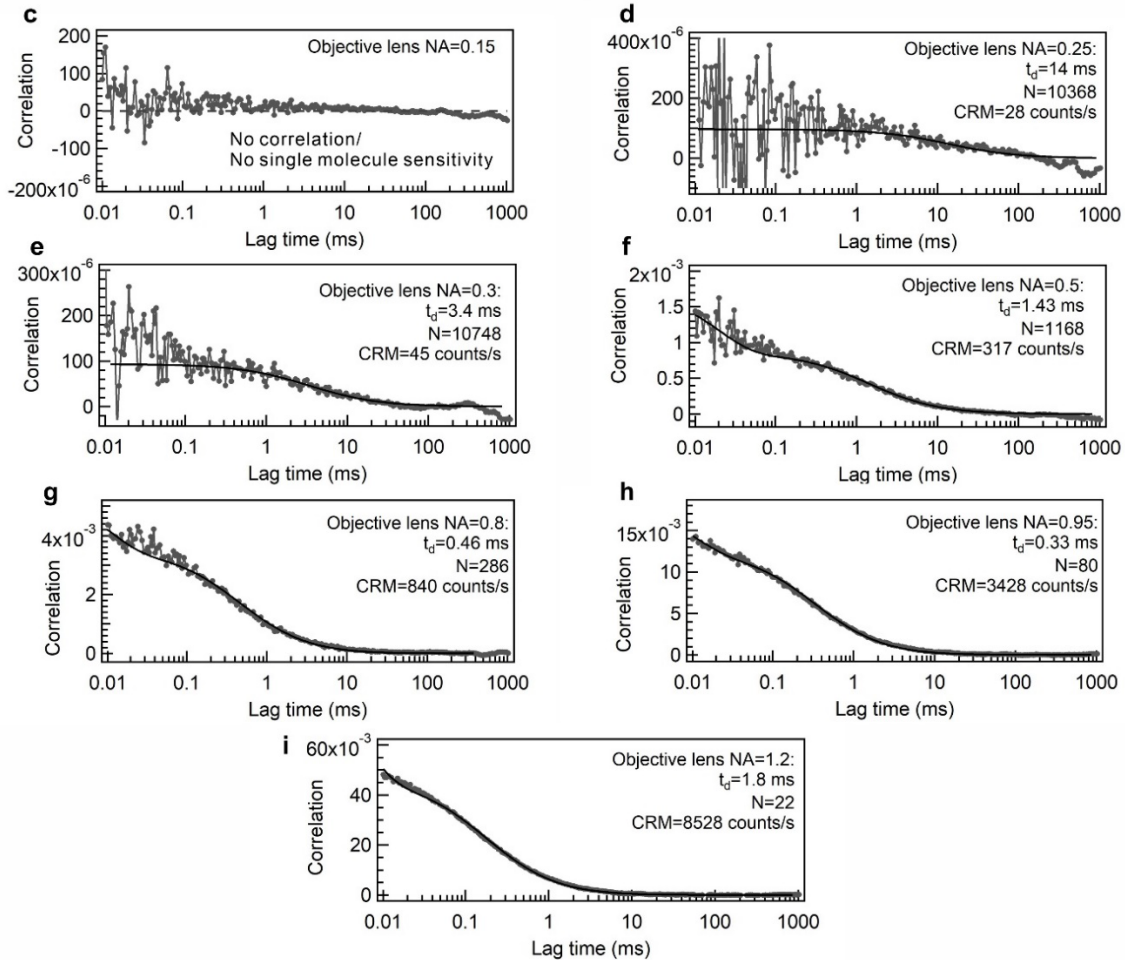 c
200
100
0
-100
-200x10-6
Correlation
Objective lens NA=0.15
No correlation/
No single molecule sensitivity
0.01 0.1 1 10 100 1000
Lag time (ms)
d
400x10-6
200
0
Correlation
Objective lens NA=0.25:
td=14 ms
N=10368
CRM=28 counts/s
0.01 0.1 1 10 100 1000
Lag time (ms)
e
300x10-6
200
100
0
Correlation
Objective lens NA=0.3:
td=3.4 ms
N=10748
CRM=45 counts/s
0.01 0.1 1 10 100 1000
Lag time (ms)
f
2x10-3
1.5
1
0.5
0
Correlation
Objective lens NA=0.5:
td=1.43 ms
N=1168
CRM=317 counts/s
0.01 0.1 1 10 100 1000
Lag time (ms)
g
4x10-3
2
0
Correlation
Objective lens NA=0.8:
td=0.46 ms
N=286
CRM=840 counts/s
0.01 0.1 1 10 100 1000
Lag time (ms)
h
15x10-3
10
5
0
Correlation
Objective lens NA=0.95:
td=0.33 ms
N=80
CRM=3428 counts/s
0.01 0.1 1 10 100 1000
Lag time (ms)
i
60x10-3
40
20
0
Correlation
Objective lens NA=1.2:
td=1.8 ms
N=22
CRM=8528 counts/s
0.01 0.1 1 10 100 1000
Lag time (ms)